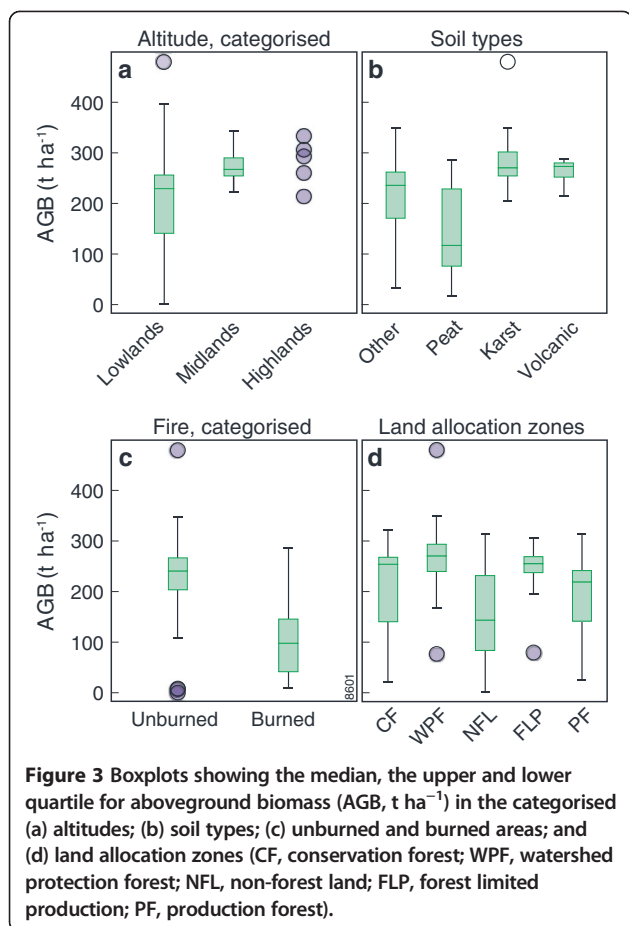 Altitude, categorised
Soil types
a
b
AGB (t ha⁻¹)
400
300
200
100
0
Lowlands
Midlands
Highlands
Other
Peat
Karst
Volcanic
Fire, categorised
Land allocation zones
c
d
AGB (t ha⁻¹)
400
300
200
100
0
8601
Unburned
Burned
CF
WPF
NFL
FLP
PF
Figure 3 Boxplots showing the median, the upper and lower
quartile for aboveground biomass (AGB, t ha⁻¹) in the categorised
(a) altitudes; (b) soil types; (c) unburned and burned areas; and
(d) land allocation zones (CF, conservation forest; WPF, watershed
protection forest; NFL, non-forest land; FLP, forest limited
production; PF, production forest).